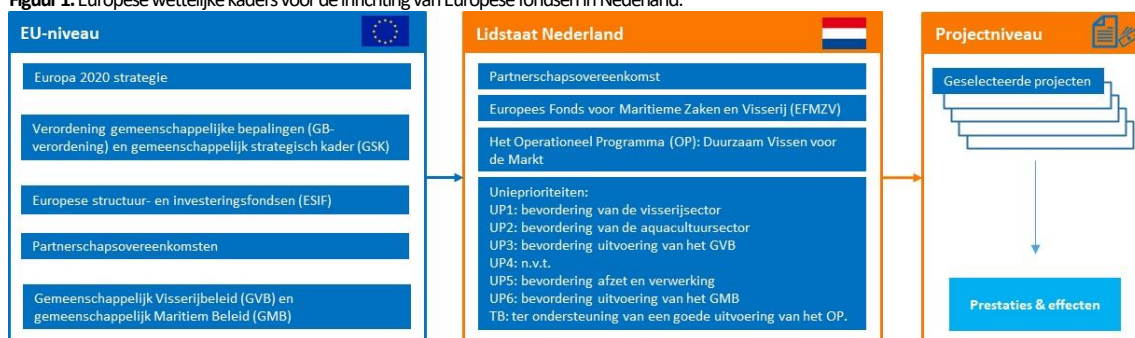 Figuur 1. Europese wettelijke kaders voor de inrichting van Europese fondsen in Nederland.
EU-niveau
Europa 2020 strategie
Verordening gemeenschappelijke bepalingen (GB-
verordening) en gemeenschappelijk strategisch kader (GSK)
Europese structuur- en investeringsfondsen (ESIF)
Partnerschapsovereenkomsten
Gemeenschappelijk Visserijbeleid (GVB) en
gemeenschappelijk Maritiem Beleid (GMB)
Lidstaat Nederland
Partnerschapsovereenkomst
Europees Fonds voor Maritieme Zaken en Visserij (EFMZV)
Het Operationeel Programma (OP): Duurzaam Vissen voor
de Markt
Unieprioriteiten:
UP1: bevordering van de visserijsector
UP2: bevordering van de aquacultuursector
UP3: bevordering uitvoering van het GVB
UP4: n.v.t.
UP5: bevordering afzet en verwerking
UP6: bevordering uitvoering van het GMB
TB: ter ondersteuning van een goede uitvoering van het OP.
Projectniveau
Geselecteerde projecten
Prestaties & effecten